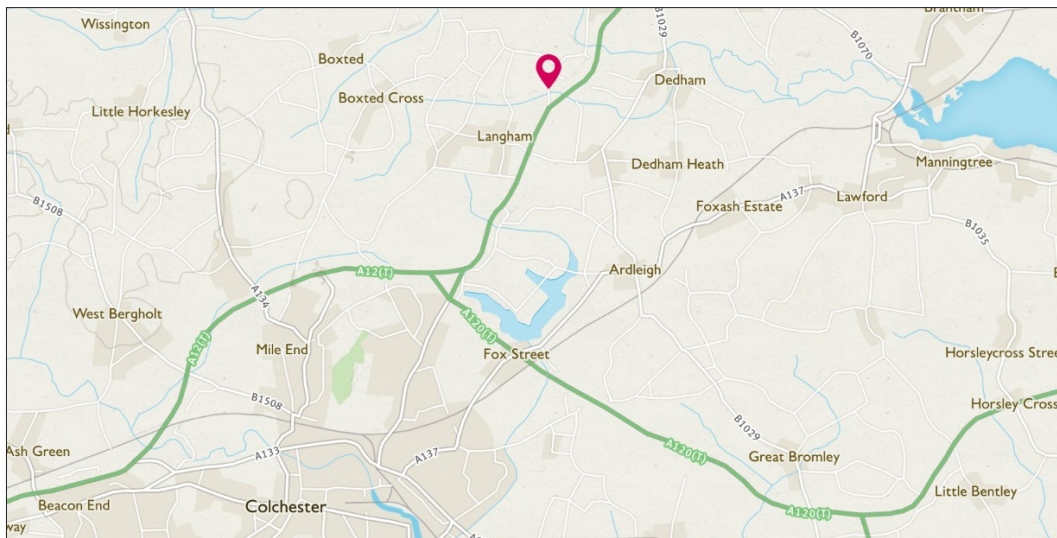 Wissington
B1029
Brantham
Boxted
B1070
Dedham
Boxted Cross
Little Horkesley
Langham
Dedham Heath
Manningtree
A137
Lawford
Foxash Estate
B1508
B1035
A12(T)
Ardleigh
A134
West Bergholt
A120(T)
A12(T)
Mile End
Fox Street
Horsleycross Stree
B1508
Horsley Cross
B1029
Ash Green
A133
A137
A120(T)
Great Bromley
Little Bentley
Beacon End
Colchester
A120(T)
way